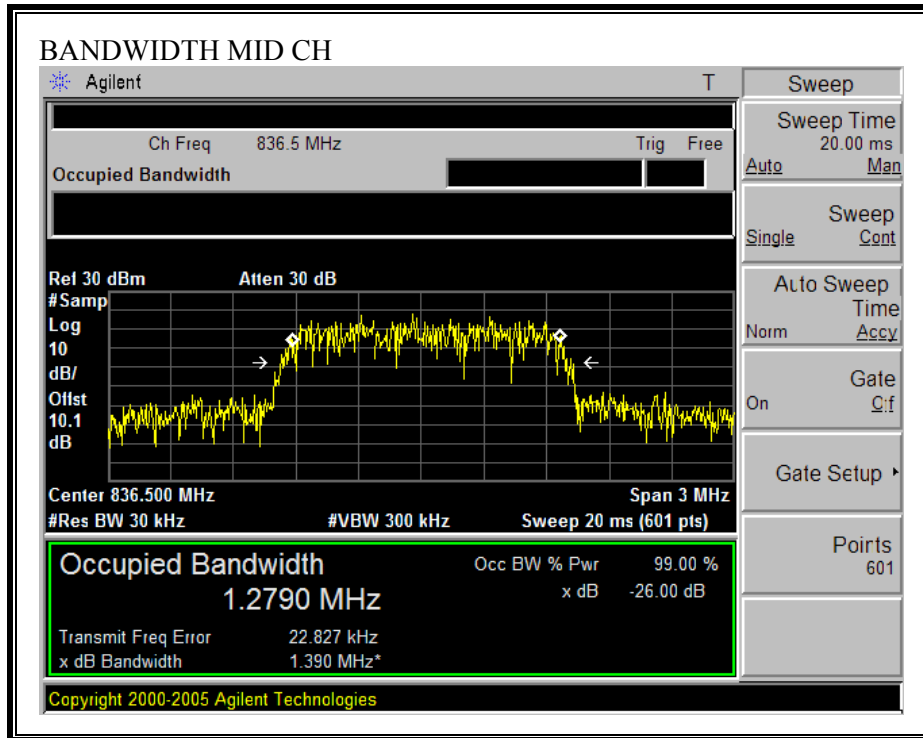 BANDWIDTH MID CH
Agilent T
Ch Freq 836.5 MHz Trig Free
Occupied Bandwidth
Ref 30 dBm Atten 30 dB
#Samp
Log
10
dB/
Offst
10.1
dB
Center 836.500 MHz Span 3 MHz
#Res BW 30 kHz #VBW 300 kHz Sweep 20 ms (601 pts)
Occupied Bandwidth Occ BW % Pwr 99.00 %
1.2790 MHz x dB -26.00 dB
Transmit Freq Error 22.827 kHz
x dB Bandwidth 1.390 MHz*
Copyright 2000-2005 Agilent Technologies
Sweep
Sweep Time
20.00 ms
Auto Man
Sweep
Single Cont
Auto Sweep
Time
Norm Accy
Gate
On Off
Gate Setup
Points
601